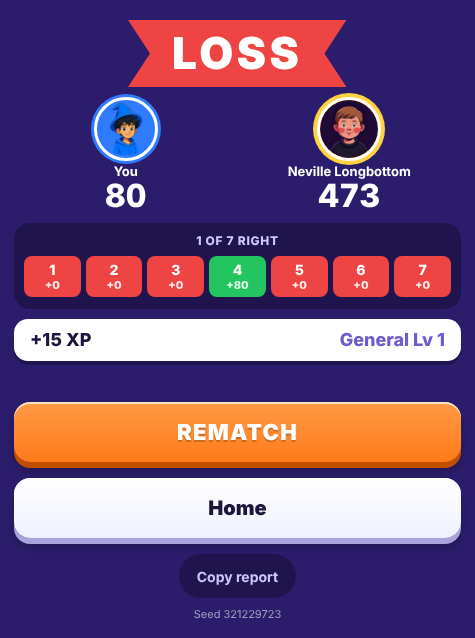 LOSS
You
80
Neville Longbottom
473
1 OF 7 RIGHT
1 2 3 4 5 6 7
+0 +0 +0 +80 +0 +0 +0
+15 XP General Lv 1
REMATCH
Home
Copy report
Seed 321229723